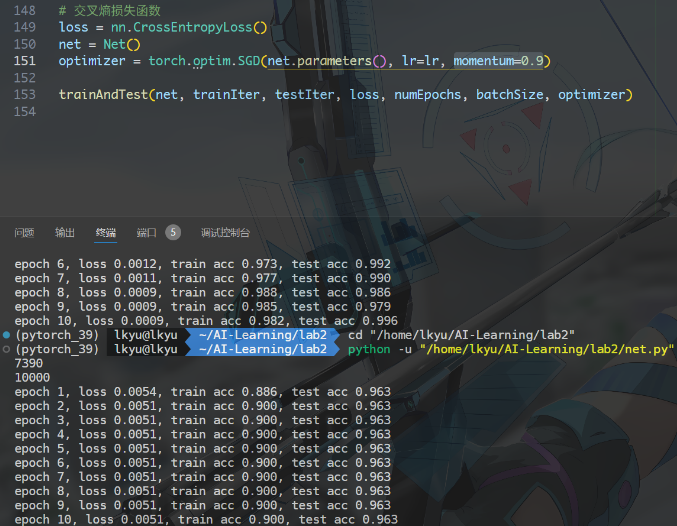 148 # 交叉熵损失函数
149 loss = nn.CrossEntropyLoss()
150 net = Net()
151 optimizer = torch.optim.SGD(net.parameters(), lr=lr, momentum=0.9)
152
153 trainAndTest(net, trainIter, testIter, loss, numEpochs, batchSize, optimizer)
154
问题 输出 终端 端口 5 调试控制台
epoch 6, loss 0.0012, train acc 0.973, test acc 0.992
epoch 7, loss 0.0011, train acc 0.977, test acc 0.990
epoch 8, loss 0.0009, train acc 0.988, test acc 0.986
epoch 9, loss 0.0009, train acc 0.985, test acc 0.979
epoch 10, loss 0.0009, train acc 0.982, test acc 0.996
(pytorch_39) lkyu@lkyu ~/AI-Learning/lab2 cd "/home/lkyu/AI-Learning/lab2"
(pytorch_39) lkyu@lkyu ~/AI-Learning/lab2 python -u "/home/lkyu/AI-Learning/lab2/net.py"
7390
10000
epoch 1, loss 0.0054, train acc 0.886, test acc 0.963
epoch 2, loss 0.0051, train acc 0.900, test acc 0.963
epoch 3, loss 0.0051, train acc 0.900, test acc 0.963
epoch 4, loss 0.0051, train acc 0.900, test acc 0.963
epoch 5, loss 0.0051, train acc 0.900, test acc 0.963
epoch 6, loss 0.0051, train acc 0.900, test acc 0.963
epoch 7, loss 0.0051, train acc 0.900, test acc 0.963
epoch 8, loss 0.0051, train acc 0.900, test acc 0.963
epoch 9, loss 0.0051, train acc 0.900, test acc 0.963
epoch 10, loss 0.0051, train acc 0.900, test acc 0.963